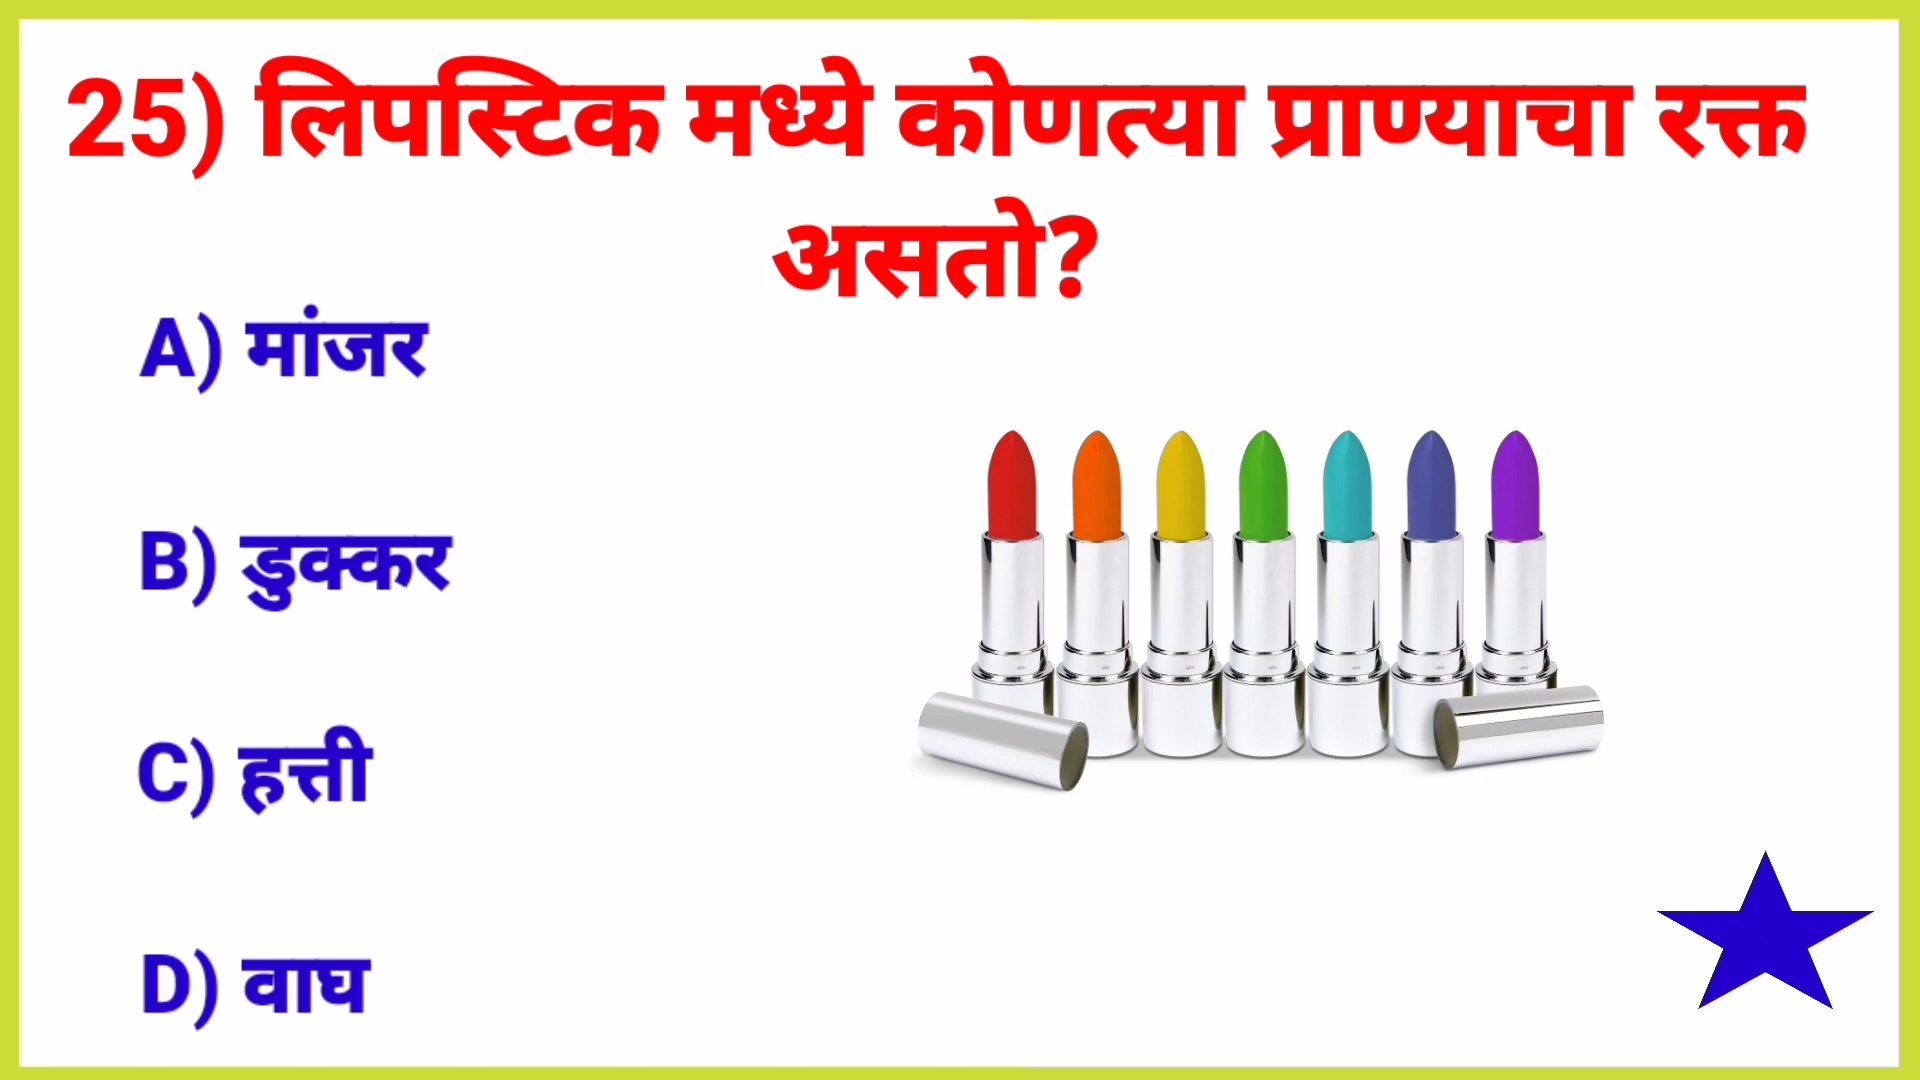 25) लिपस्टिक मध्ये कोणत्या प्राण्याचा रक्त
असतो?
A) मांजर
B) डुक्कर
C) हत्ती
D) वाघ